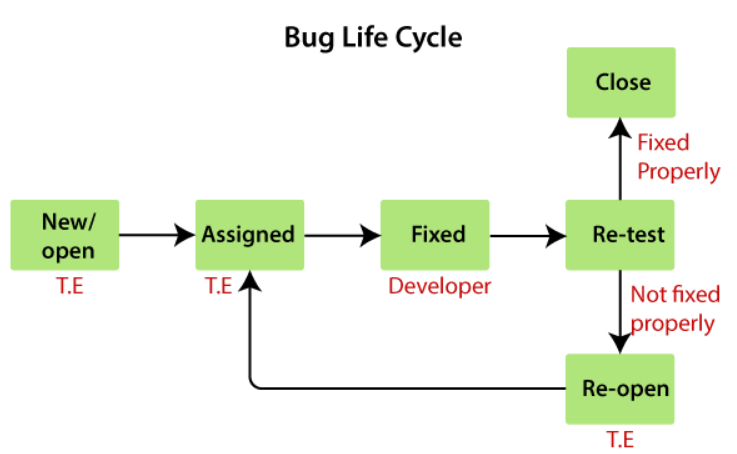 Bug Life Cycle
Close
Fixed
Properly
New/
open
T.E
Assigned
T.E
Fixed
Developer
Re-test
Not fixed
properly
Re-open
T.E